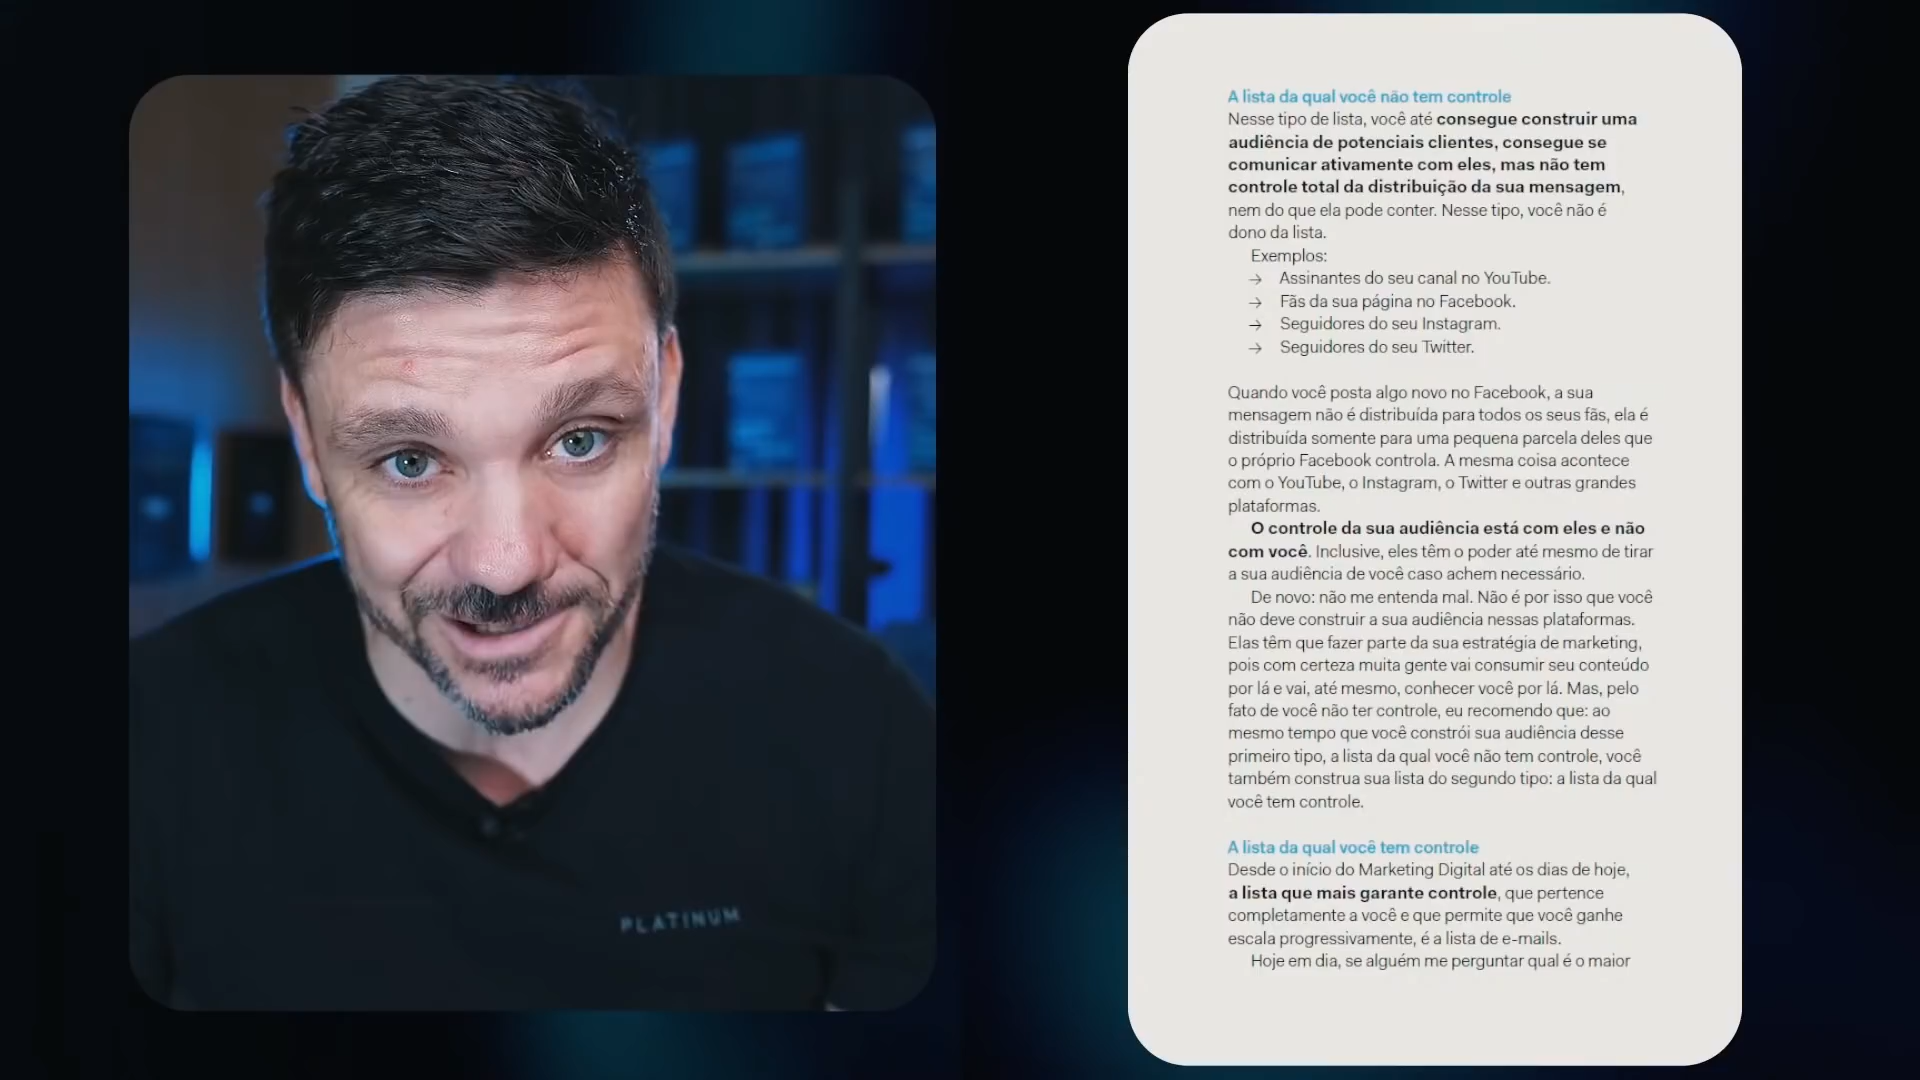 PLATINUM
A lista da qual você não tem controle
Nesse tipo de lista, você até consegue construir uma
audiência de potenciais clientes, consegue se
comunicar ativamente com eles, mas não tem
controle total da distribuição da sua mensagem,
nem do que ela pode conter. Nesse tipo, você não é
dono da lista.
Exemplos:
→ Assinantes do seu canal no YouTube.
→ Fãs da sua página no Facebook.
→ Seguidores do seu Instagram.
→ Seguidores do seu Twitter.
Quando você posta algo novo no Facebook, a sua
mensagem não é distribuída para todos os seus fãs, ela é
distribuída somente para uma pequena parcela deles que
o próprio Facebook controla. A mesma coisa acontece
com o YouTube, o Instagram, o Twitter e outras grandes
plataformas.
O controle da sua audiência está com eles e não
com você. Inclusive, eles têm o poder até mesmo de tirar
a sua audiência de você caso achem necessário.
De novo: não me entenda mal. Não é por isso que você
não deve construir a sua audiência nessas plataformas.
Elas têm que fazer parte da sua estratégia de marketing,
pois com certeza muita gente vai consumir seu conteúdo
por lá e vai, até mesmo, conhecer você por lá. Mas, pelo
fato de você não ter controle, eu recomendo que: ao
mesmo tempo que você constrói sua audiência desse
primeiro tipo, a lista da qual você não tem controle, você
também construa sua lista do segundo tipo: a lista da qual
você tem controle.
A lista da qual você tem controle
Desde o início do Marketing Digital até os dias de hoje,
a lista que mais garante controle, que pertence
completamente a você e que permite que você ganhe
escala progressivamente, é a lista de e-mails.
Hoje em dia, se alguém me perguntar qual é o maior